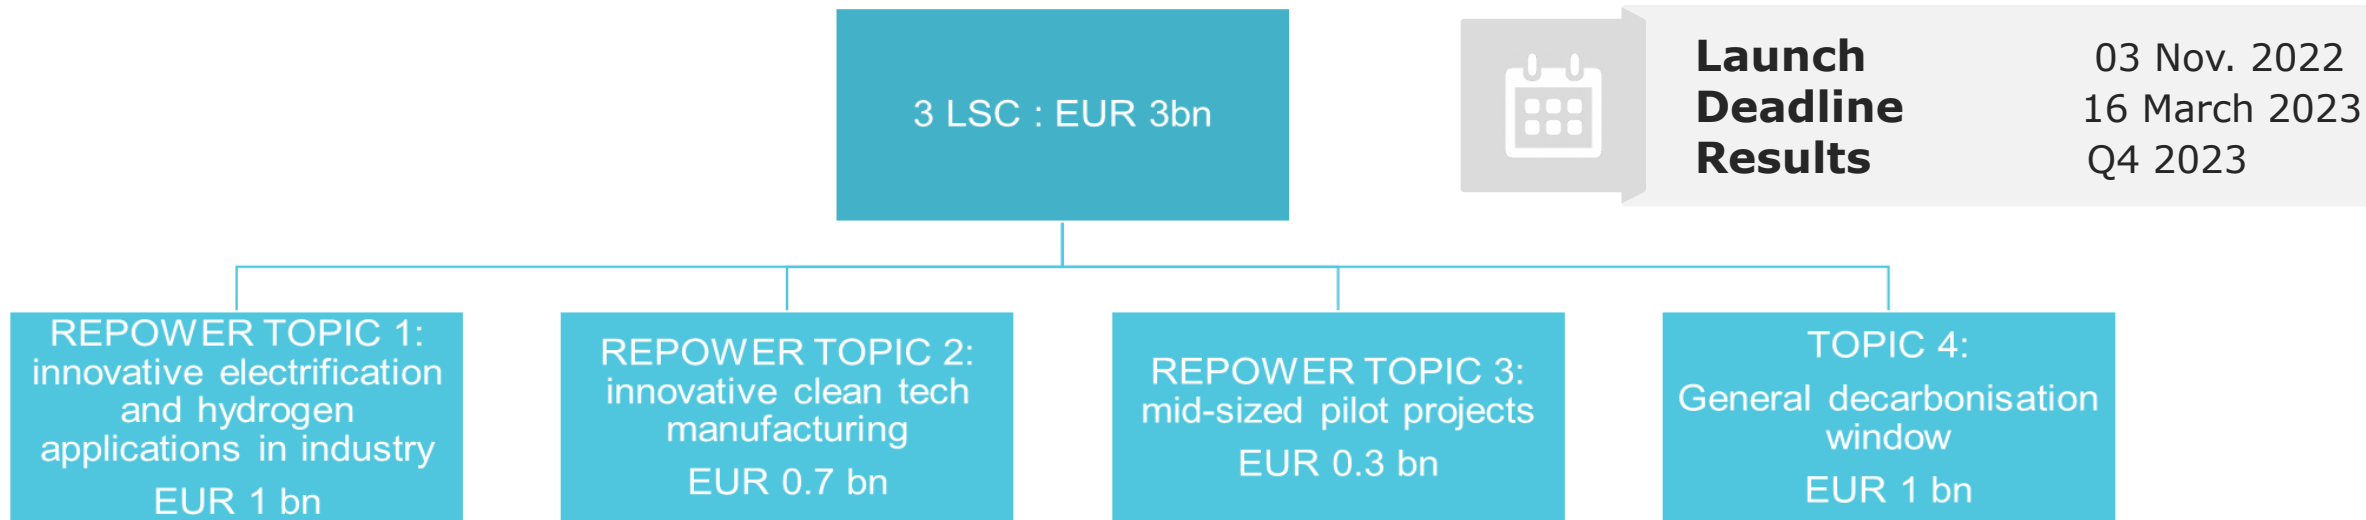 3 LSC : EUR 3bn
Launch 03 Nov. 2022
Deadline 16 March 2023
Results Q4 2023
REPOWER TOPIC 1:
innovative electrification
and hydrogen
applications in industry
EUR 1 bn
REPOWER TOPIC 2:
innovative clean tech
manufacturing
EUR 0.7 bn
REPOWER TOPIC 3:
mid-sized pilot projects
EUR 0.3 bn
TOPIC 4:
General decarbonisation
window
EUR 1 bn